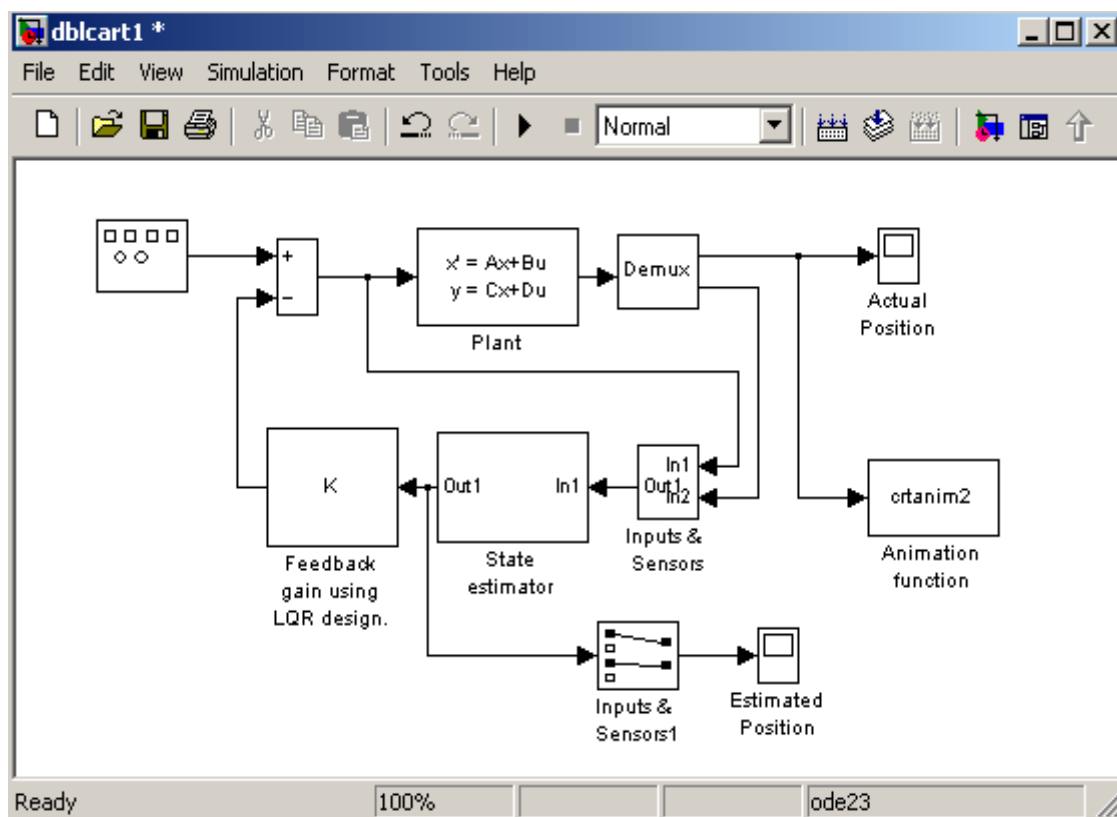 dblcart1 *
File Edit View Simulation Format Tools Help
Normal
+
−
x' = Ax+Bu
y = Cx+Du
Plant
Demux
Actual
Position
K
Feedback
gain using
LQR design.
Out1 In1
State
estimator
In1
Out1
In2
Inputs &
Sensors
crtanim2
Animation
function
Inputs &
Sensors1
Estimated
Position
Ready 100% ode23